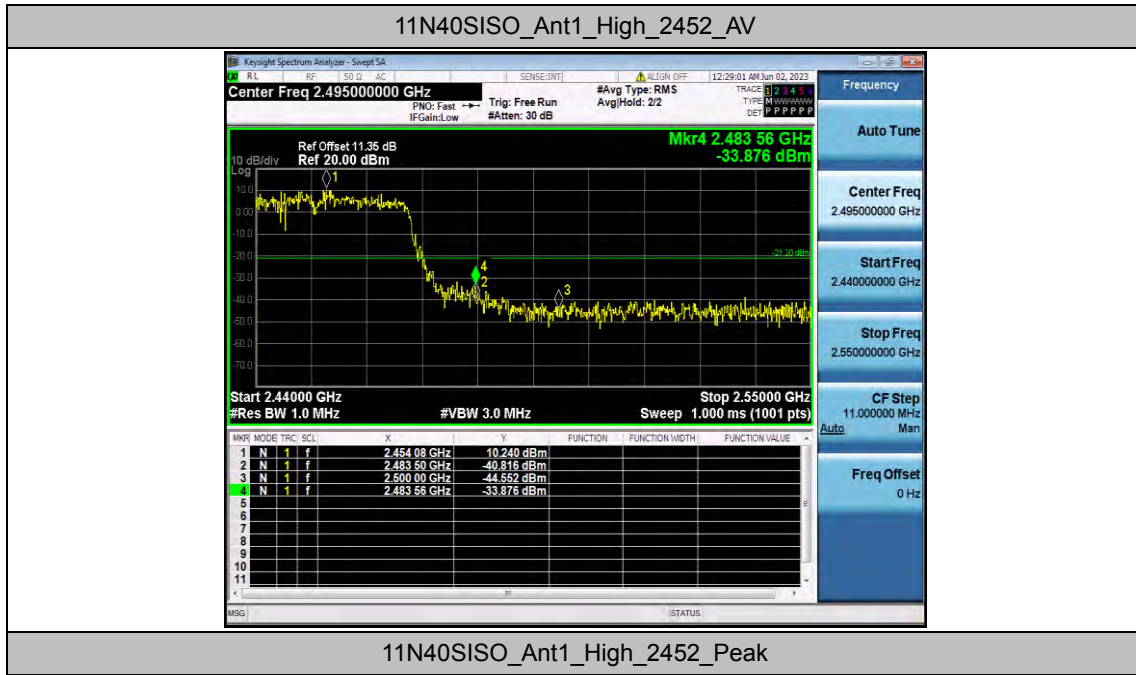 11N40SISO_Ant1_High_2452_AV
Keysight Spectrum Analyzer - Swept SA
RL RF 50 Ω AC SENSE:INT ALIGN OFF 12:29:01 AM Jun 02, 2023
Center Freq 2.495000000 GHz
PNO: Fast
IFGain:Low
Trig: Free Run
#Atten: 30 dB
#Avg Type: RMS
Avg|Hold: 2/2
TRACE 1 2 3 4 5 6
TYPE M WWWWW
DET P P P P P P
Frequency
Mkr4 2.483 56 GHz
-33.876 dBm
Ref Offset 11.35 dB
10 dB/div Ref 20.00 dBm
Log
10.0
0.00
-10.0
-20.0
-30.0
-40.0
-50.0
-60.0
-70.0
1
4
2
3
Start 2.44000 GHz Stop 2.55000 GHz
#Res BW 1.0 MHz #VBW 3.0 MHz Sweep 1.000 ms (1001 pts)
MKR MODE TRC SCL X Y FUNCTION FUNCTION WIDTH FUNCTION VALUE
1 N 1 f 2.454 08 GHz 10.240 dBm
2 N 1 f 2.483 50 GHz -40.816 dBm
3 N 1 f 2.500 00 GHz -44.552 dBm
4 N 1 f 2.483 56 GHz -33.876 dBm
5
6
7
8
9
10
11
MSG STATUS
Auto Tune
Center Freq
2.495000000 GHz
Start Freq
2.440000000 GHz
Stop Freq
2.550000000 GHz
CF Step
11.000000 MHz
Auto Man
Freq Offset
0 Hz
11N40SISO_Ant1_High_2452_Peak